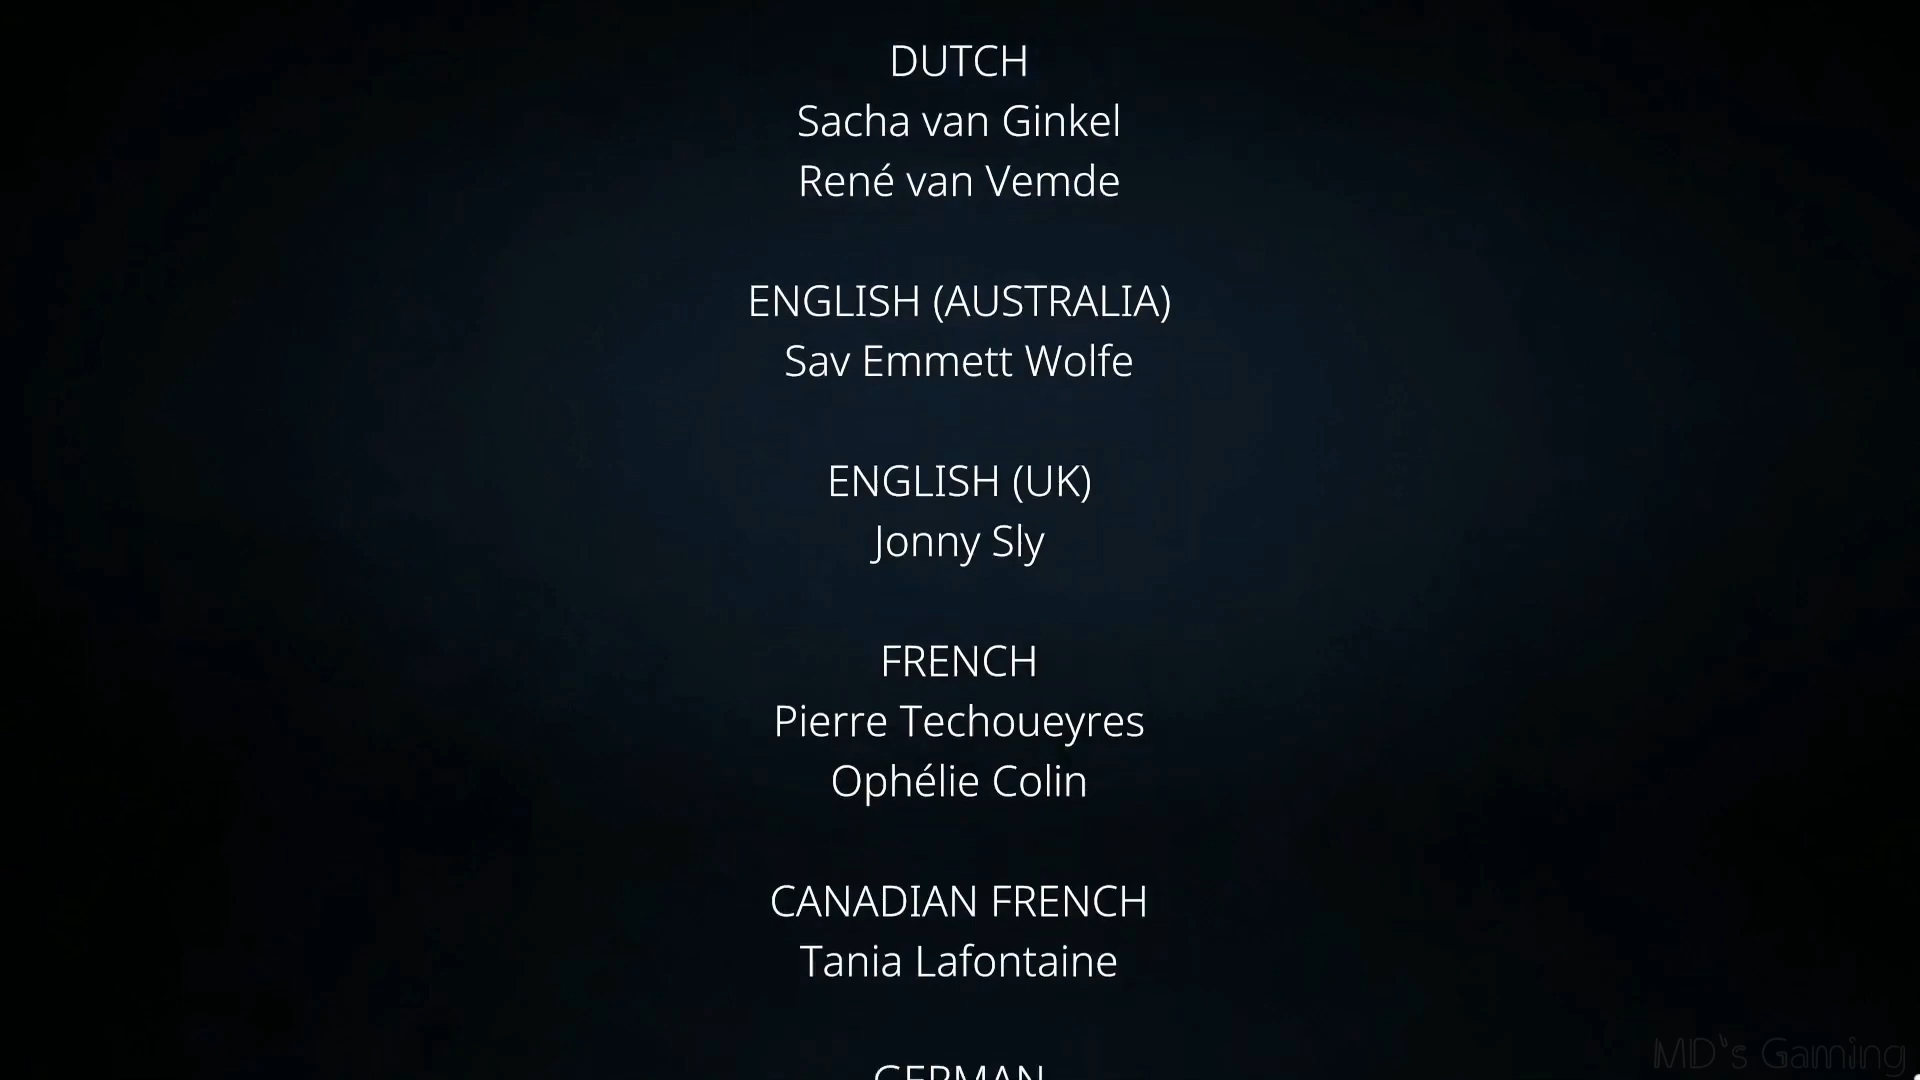 DUTCH
Sacha van Ginkel
René van Vemde
ENGLISH (AUSTRALIA)
Sav Emmett Wolfe
ENGLISH (UK)
Jonny Sly
FRENCH
Pierre Techoueyres
Ophélie Colin
CANADIAN FRENCH
Tania Lafontaine
GERMAN
MD's Gaming